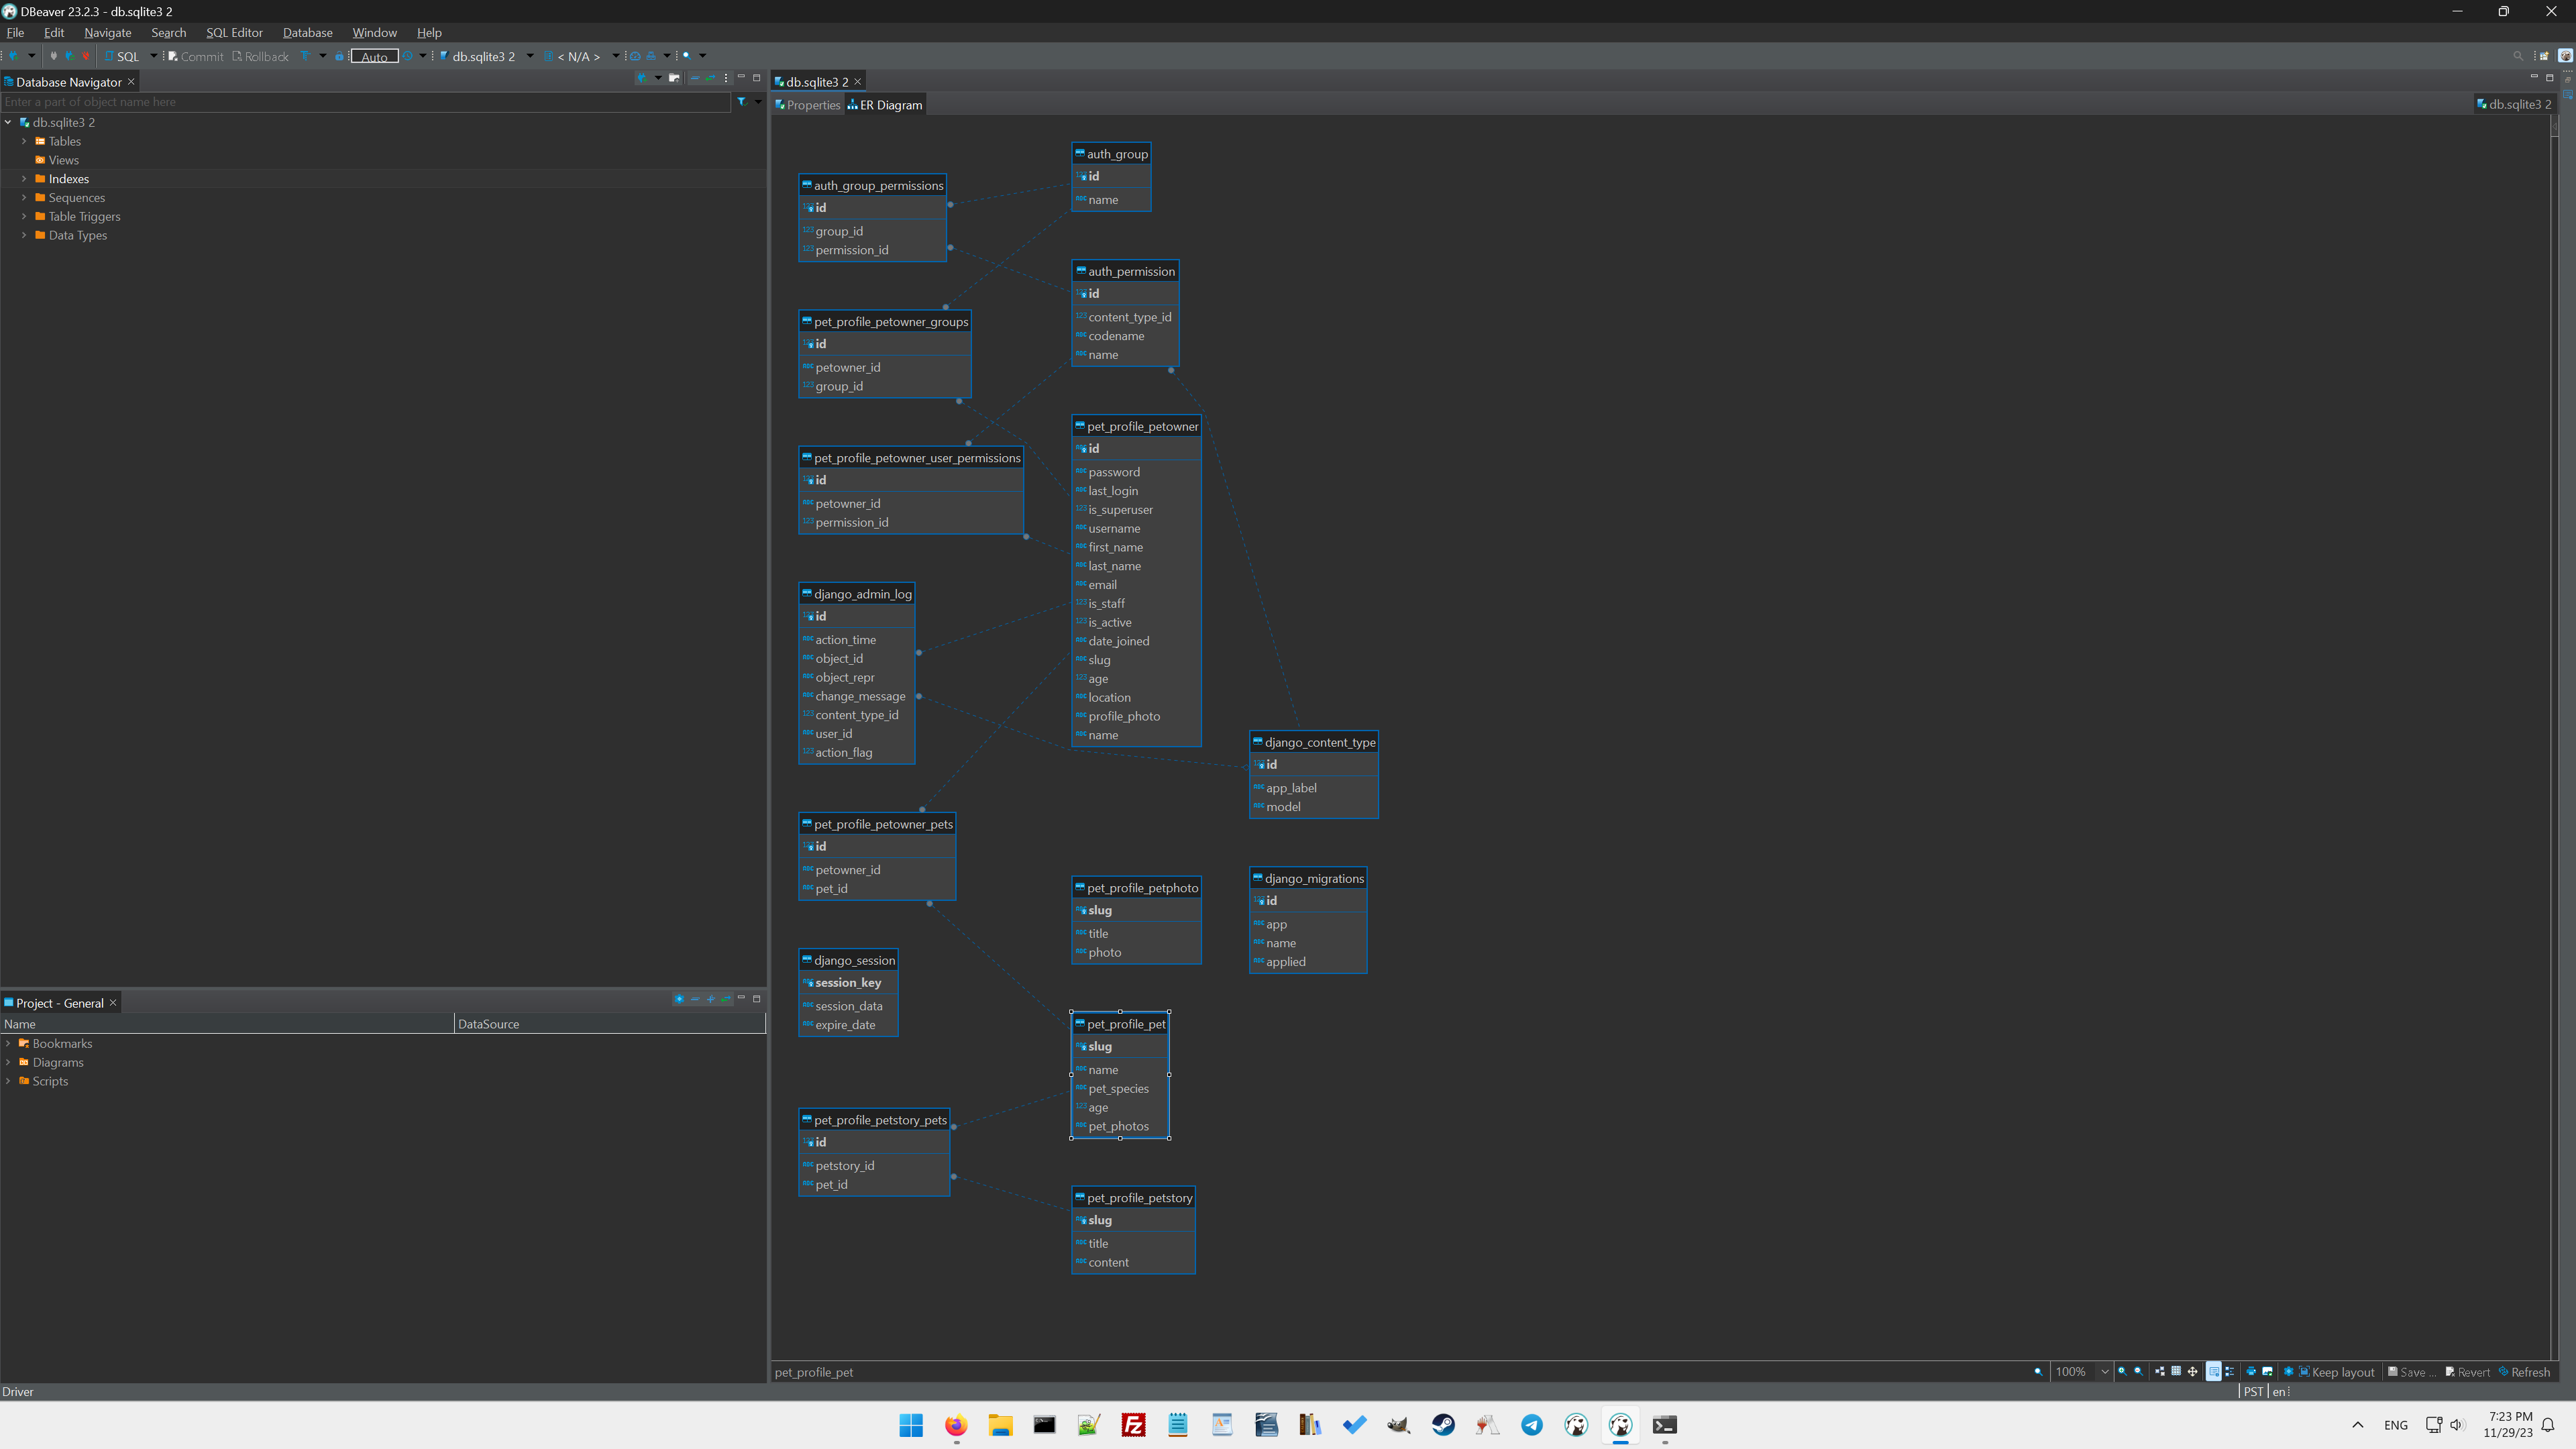 DBeaver 23.2.3 - db.sqlite3 2
File Edit Navigate Search SQL Editor Database Window Help
SQL Commit Rollback Auto db.sqlite3 2 < N/A >
Database Navigator
Enter a part of object name here
db.sqlite3 2
Tables
Views
Indexes
Sequences
Table Triggers
Data Types
Project - General
Name DataSource
Bookmarks
Diagrams
Scripts
db.sqlite3 2
Properties ER Diagram
db.sqlite3 2
auth_group
id
name
auth_group_permissions
id
group_id
permission_id
auth_permission
id
content_type_id
codename
name
pet_profile_petowner_groups
id
petowner_id
group_id
pet_profile_petowner
id
password
last_login
is_superuser
username
first_name
last_name
email
is_staff
is_active
date_joined
slug
age
location
profile_photo
name
pet_profile_petowner_user_permissions
id
petowner_id
permission_id
django_admin_log
id
action_time
object_id
object_repr
change_message
content_type_id
user_id
action_flag
django_content_type
id
app_label
model
pet_profile_petowner_pets
id
petowner_id
pet_id
pet_profile_petphoto
slug
title
photo
django_migrations
id
app
name
applied
django_session
session_key
session_data
expire_date
pet_profile_pet
slug
name
pet_species
age
pet_photos
pet_profile_petstory_pets
id
petstory_id
pet_id
pet_profile_petstory
slug
title
content
pet_profile_pet
100% Keep layout Save ... Revert Refresh
Driver
PST en
ENG
7:23 PM
11/29/23